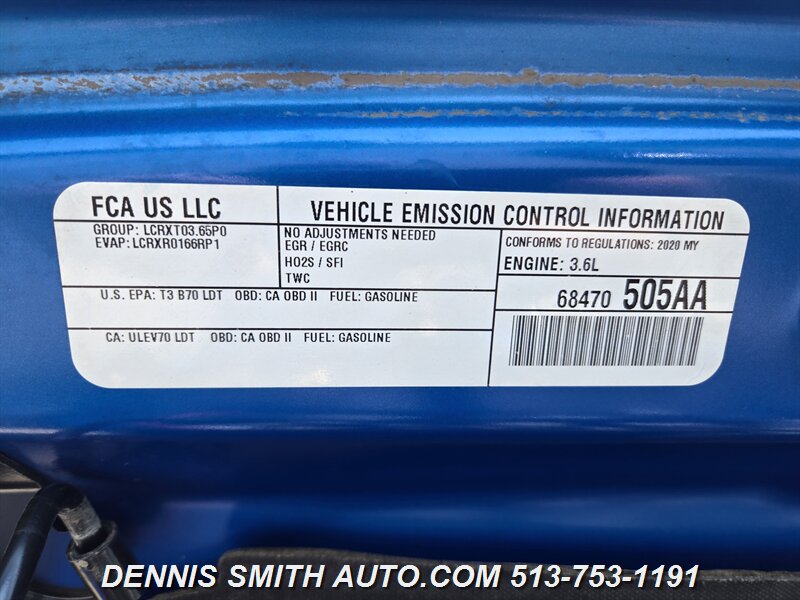 FCA US LLC
VEHICLE EMISSION CONTROL INFORMATION
GROUP: LCRXT03.65P0
EVAP: LCRXR0166RP1
NO ADJUSTMENTS NEEDED
EGR / EGRC
HO2S / SFI
TWC
CONFORMS TO REGULATIONS: 2020 MY
ENGINE: 3.6L
U.S. EPA: T3 B70 LDT OBD: CA OBD II FUEL: GASOLINE
68470 505AA
CA: ULEV70 LDT OBD: CA OBD II FUEL: GASOLINE
DENNIS SMITH AUTO.COM 513-753-1191